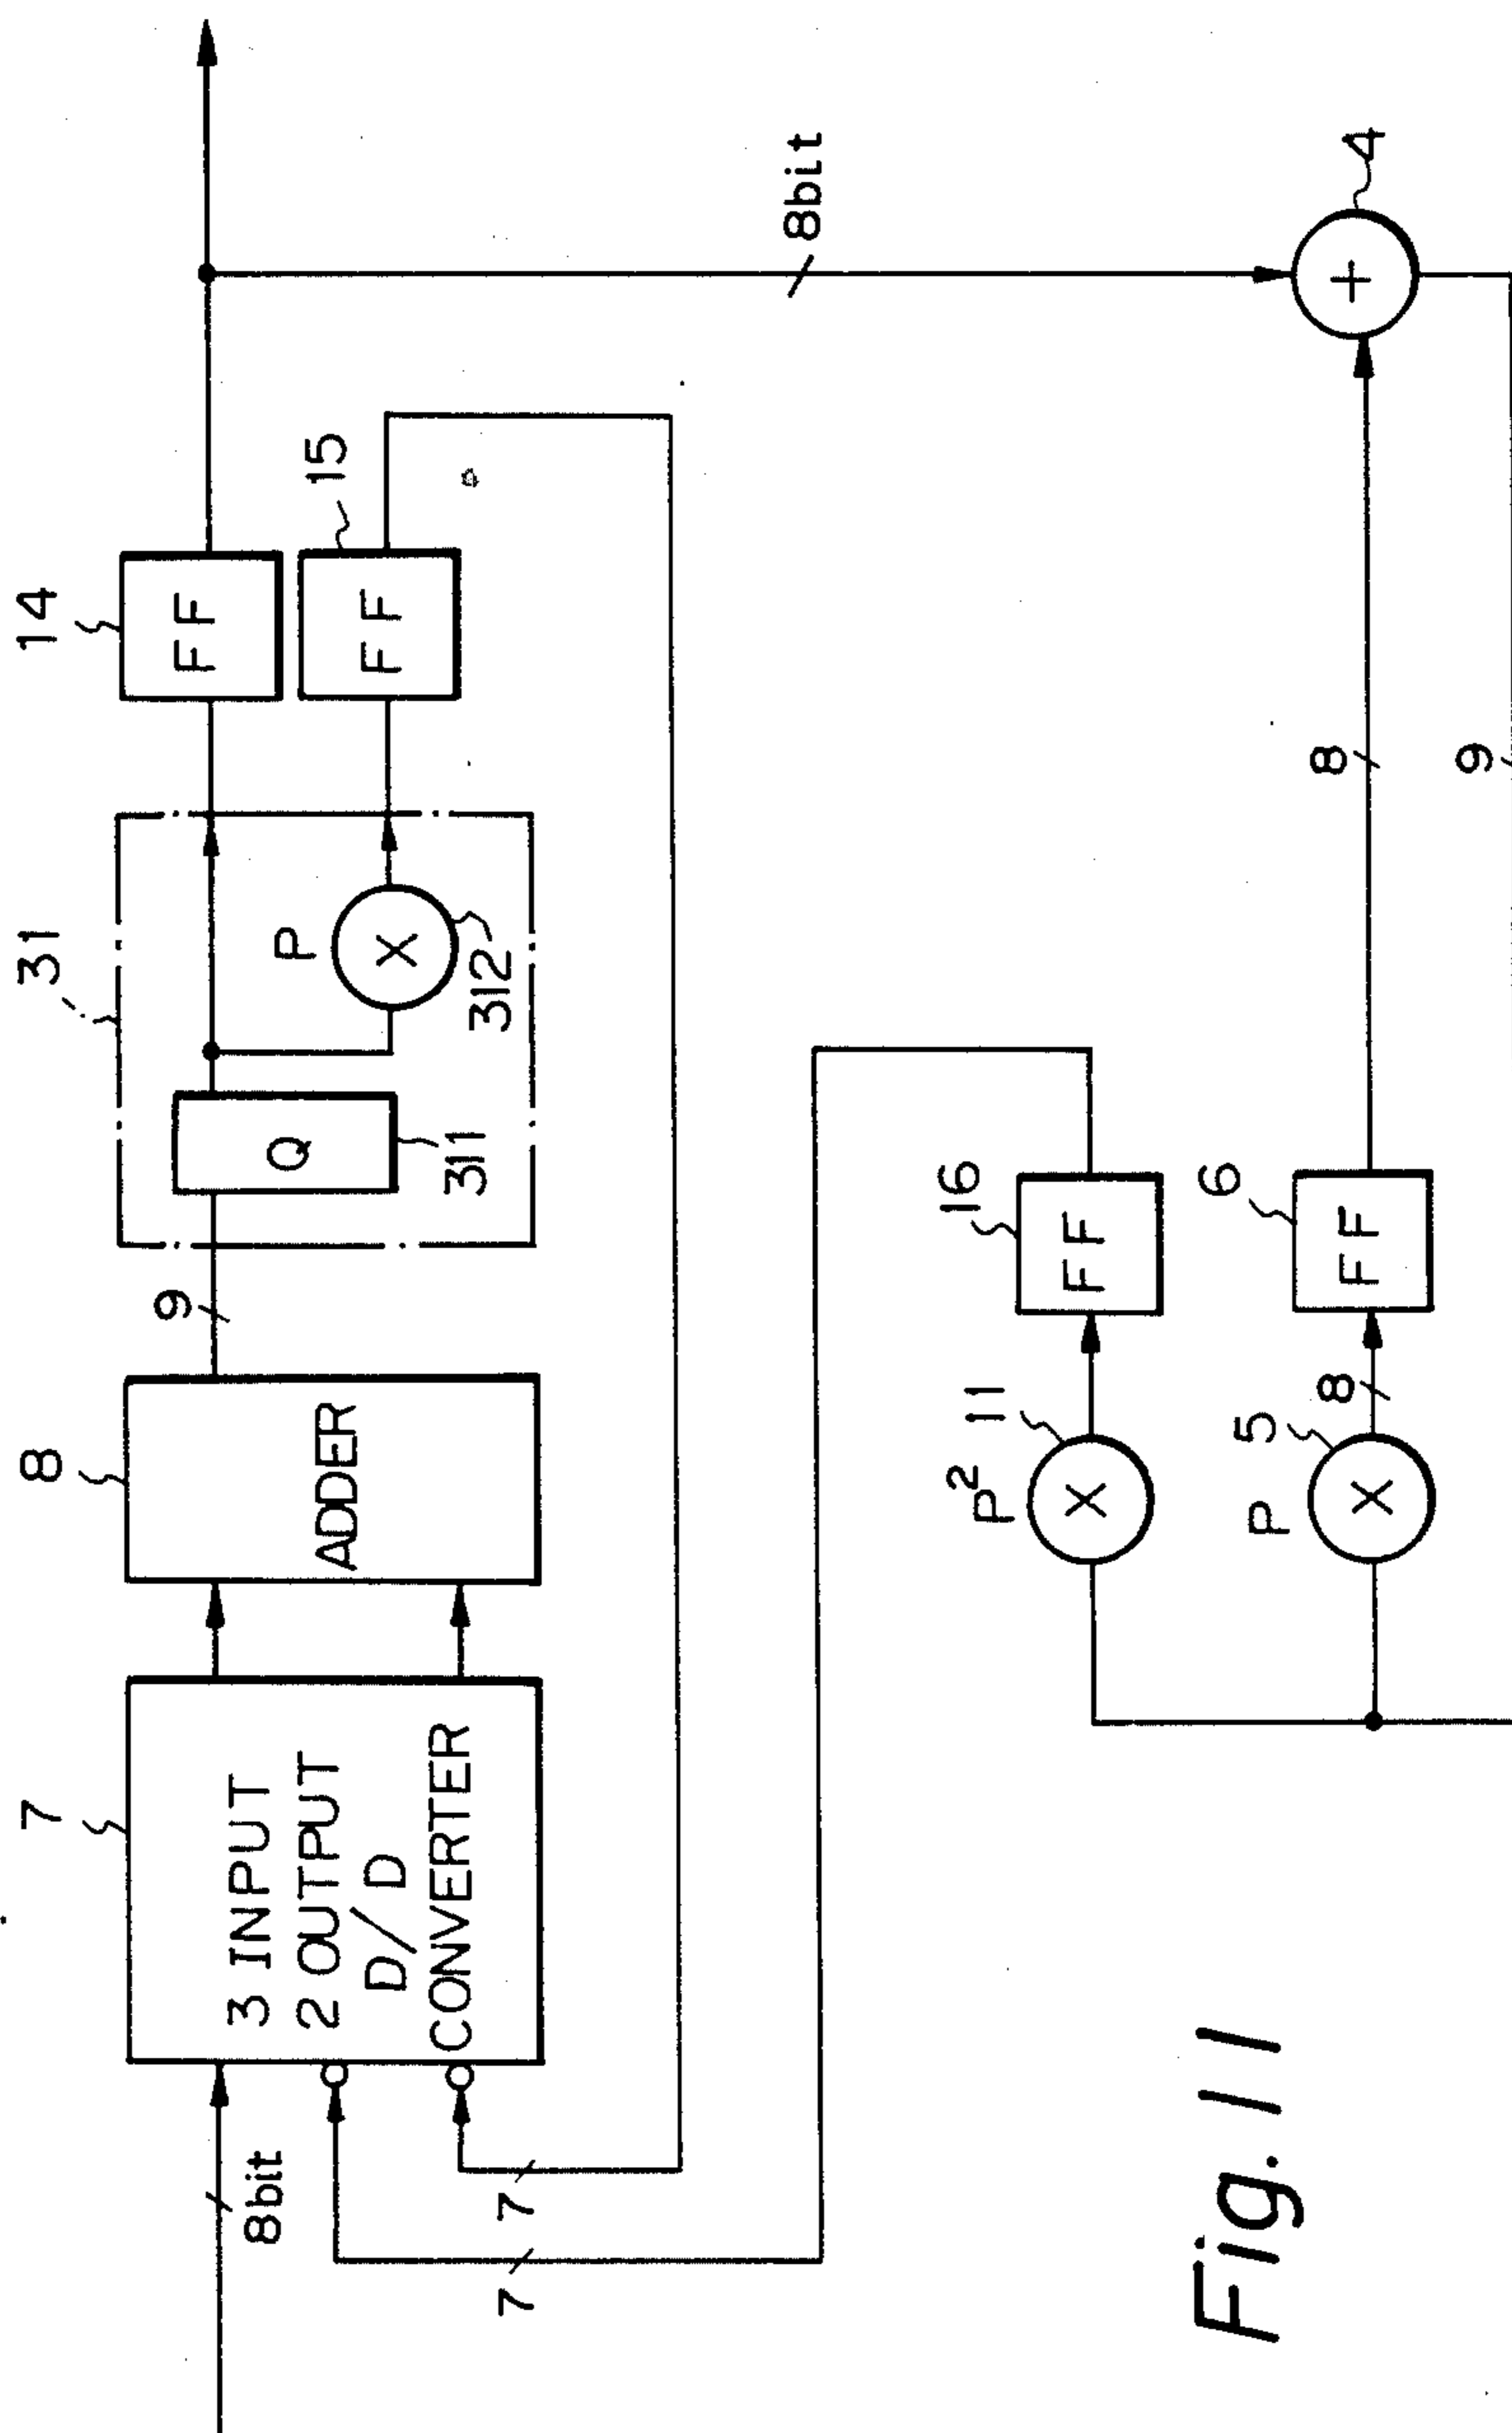 7
3 INPUT
2 OUTPUT
D/D
CONVERTER
8bit
7
7
8
ADDER
9
31
Q
311
P
X
312
14
FF
15
FF
8bit
16
FF
P² 11
X
6
FF
P 5
X
8
8
9
+
4
Fig. 11